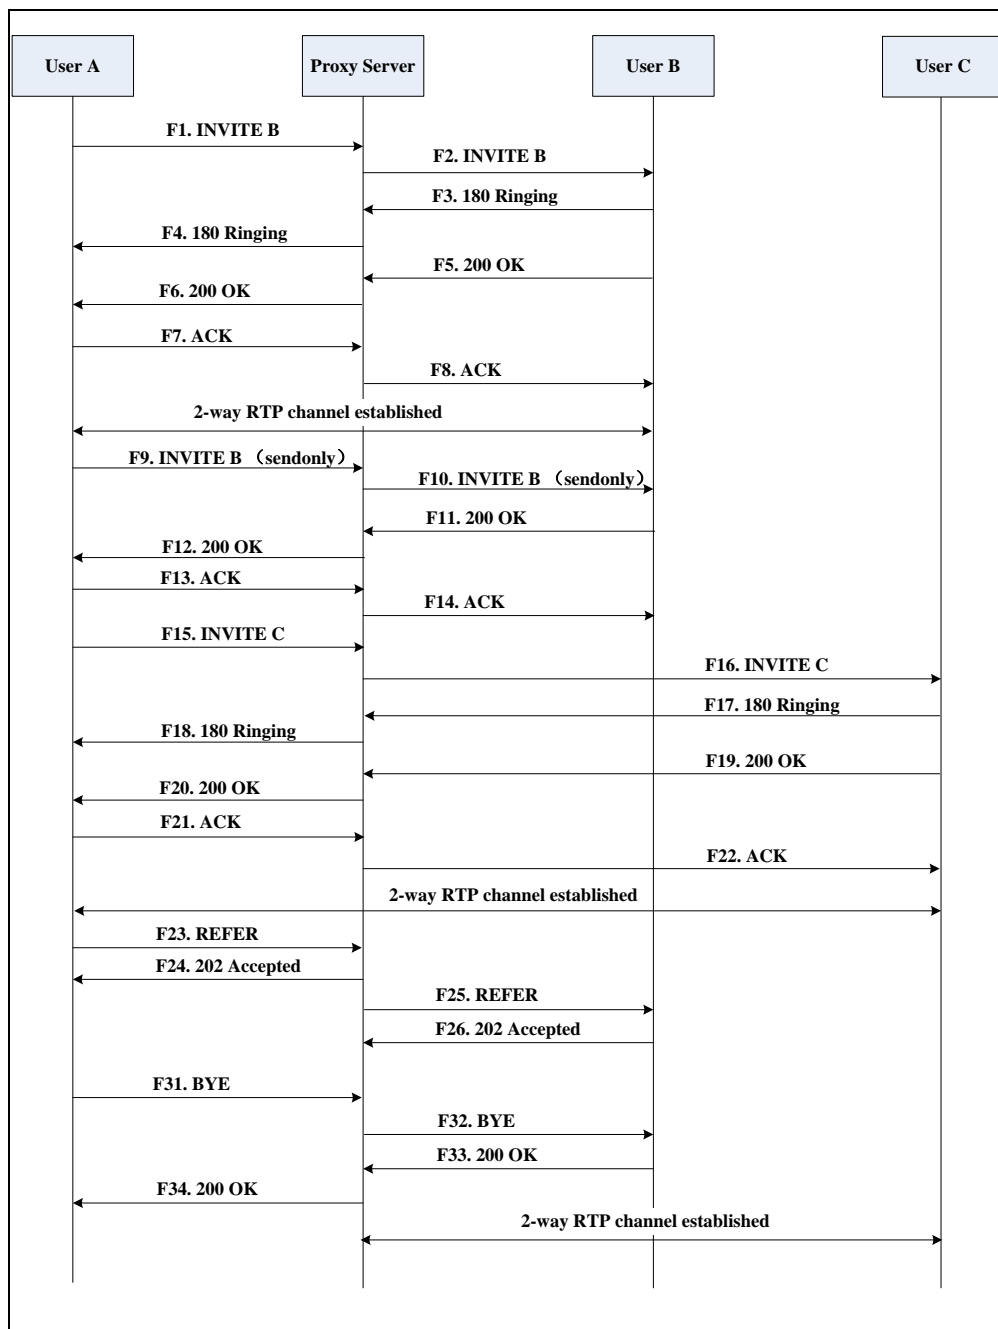 User A
Proxy Server
User B
User C
F1. INVITE B
F2. INVITE B
F3. 180 Ringing
F4. 180 Ringing
F5. 200 OK
F6. 200 OK
F7. ACK
F8. ACK
2-way RTP channel established
F9. INVITE B （sendonly）
F10. INVITE B （sendonly）
F11. 200 OK
F12. 200 OK
F13. ACK
F14. ACK
F15. INVITE C
F16. INVITE C
F17. 180 Ringing
F18. 180 Ringing
F19. 200 OK
F20. 200 OK
F21. ACK
F22. ACK
2-way RTP channel established
F23. REFER
F24. 202 Accepted
F25. REFER
F26. 202 Accepted
F31. BYE
F32. BYE
F33. 200 OK
F34. 200 OK
2-way RTP channel established